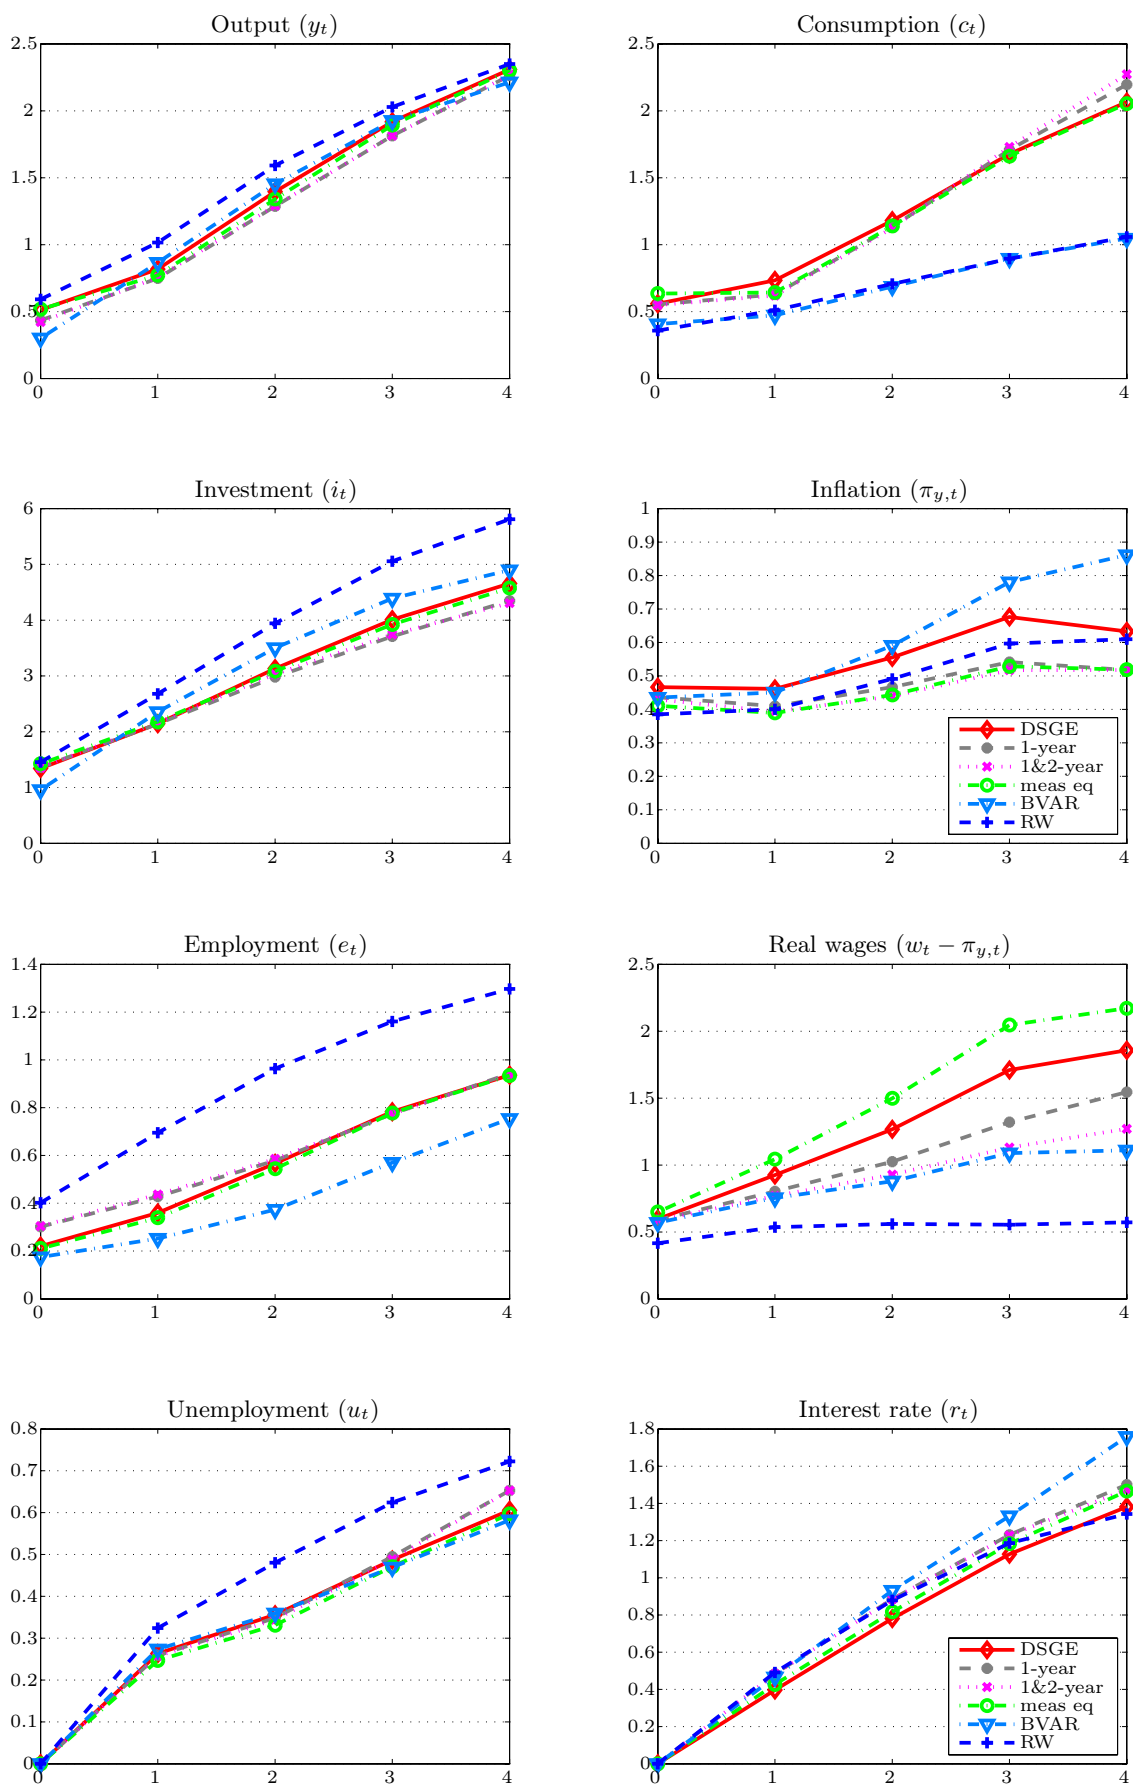 Output (y_t)
2.5
2
1.5
1
0.5
0
0 1 2 3 4
Consumption (c_t)
2.5
2
1.5
1
0.5
0
0 1 2 3 4
Investment (i_t)
6
5
4
3
2
1
0
0 1 2 3 4
Inflation (π_{y,t})
1
0.9
0.8
0.7
0.6
0.5
0.4
0.3
0.2
0.1
0
0 1 2 3 4
DSGE
1-year
1&2-year
meas eq
BVAR
RW
Employment (e_t)
1.4
1.2
1
0.8
0.6
0.4
0.2
0
0 1 2 3 4
Real wages (w_t − π_{y,t})
2.5
2
1.5
1
0.5
0
0 1 2 3 4
Unemployment (u_t)
0.8
0.7
0.6
0.5
0.4
0.3
0.2
0.1
0
0 1 2 3 4
Interest rate (r_t)
1.8
1.6
1.4
1.2
1
0.8
0.6
0.4
0.2
0
0 1 2 3 4
DSGE
1-year
1&2-year
meas eq
BVAR
RW